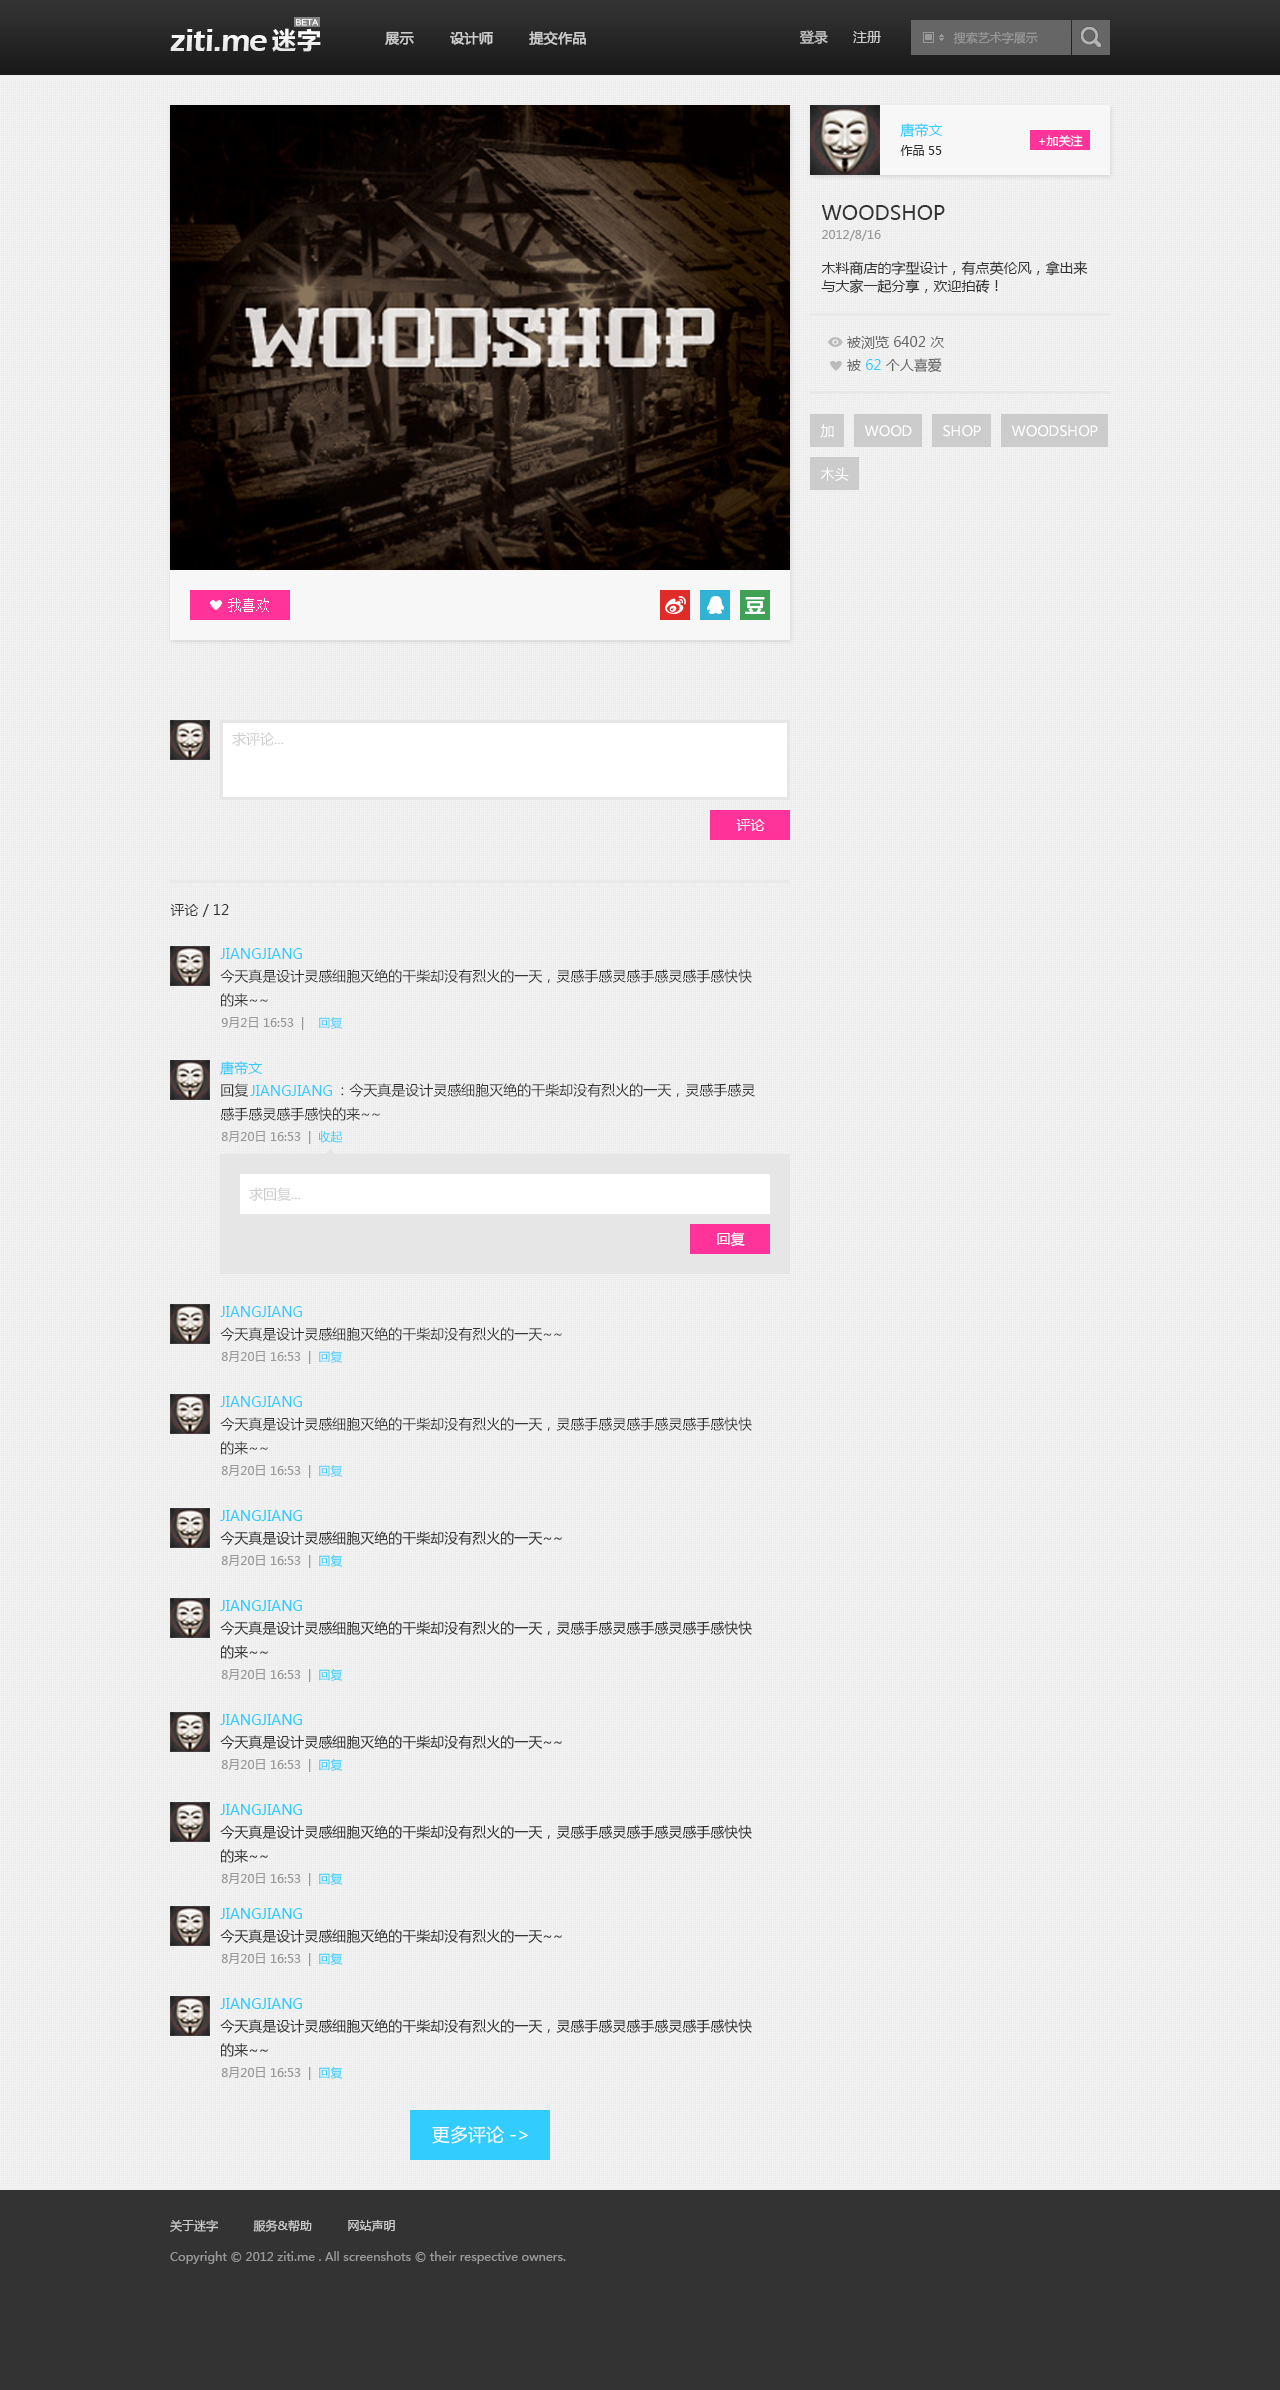 ziti.me 迷字 BETA
展示 设计师 提交作品
登录 注册
搜索艺术字展示
WOODSHOP
我喜欢
豆
唐帝文
作品 55
+加关注
WOODSHOP
2012/8/16
木料商店的字型设计，有点英伦风，拿出来
与大家一起分享，欢迎拍砖！
被浏览 6402 次
被 62 个人喜爱
加 WOOD SHOP WOODSHOP
木头
求评论...
评论
评论 / 12
JIANGJIANG
今天真是设计灵感细胞灭绝的干柴却没有烈火的一天，灵感手感灵感手感灵感手感快快
的来~~
9月2日 16:53 | 回复
唐帝文
回复JIANGJIANG ：今天真是设计灵感细胞灭绝的干柴却没有烈火的一天，灵感手感灵
感手感灵感手感快的来~~
8月20日 16:53 | 收起
求回复...
回复
JIANGJIANG
今天真是设计灵感细胞灭绝的干柴却没有烈火的一天~~
8月20日 16:53 | 回复
JIANGJIANG
今天真是设计灵感细胞灭绝的干柴却没有烈火的一天，灵感手感灵感手感灵感手感快快
的来~~
8月20日 16:53 | 回复
JIANGJIANG
今天真是设计灵感细胞灭绝的干柴却没有烈火的一天~~
8月20日 16:53 | 回复
JIANGJIANG
今天真是设计灵感细胞灭绝的干柴却没有烈火的一天，灵感手感灵感手感灵感手感快快
的来~~
8月20日 16:53 | 回复
JIANGJIANG
今天真是设计灵感细胞灭绝的干柴却没有烈火的一天~~
8月20日 16:53 | 回复
JIANGJIANG
今天真是设计灵感细胞灭绝的干柴却没有烈火的一天，灵感手感灵感手感灵感手感快快
的来~~
8月20日 16:53 | 回复
JIANGJIANG
今天真是设计灵感细胞灭绝的干柴却没有烈火的一天~~
8月20日 16:53 | 回复
JIANGJIANG
今天真是设计灵感细胞灭绝的干柴却没有烈火的一天，灵感手感灵感手感灵感手感快快
的来~~
8月20日 16:53 | 回复
更多评论 ->
关于迷字 服务&帮助 网站声明
Copyright © 2012 ziti.me . All screenshots © their respective owners.